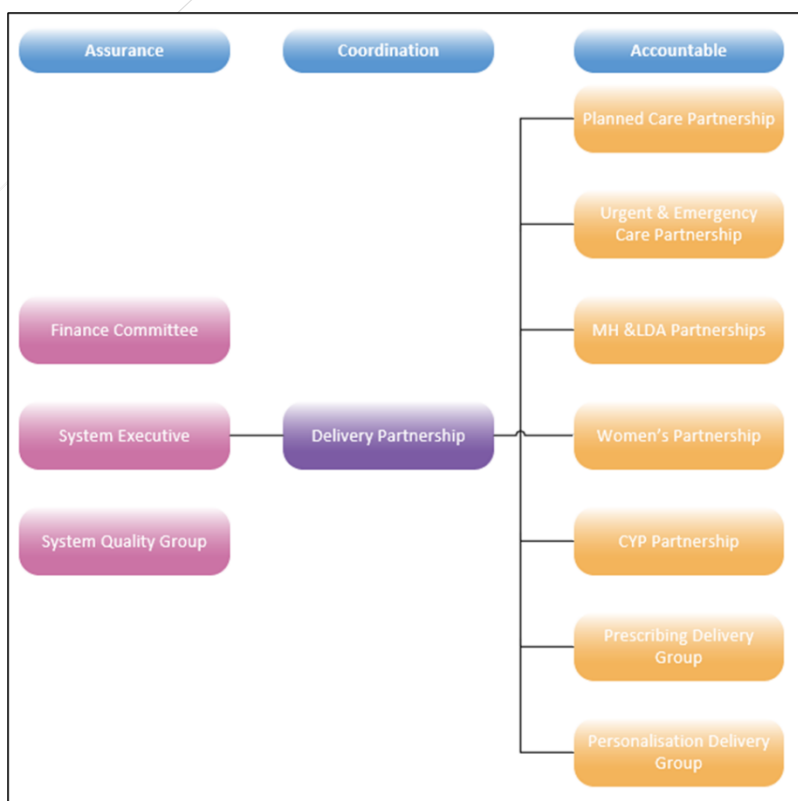 Assurance
Coordination
Accountable
Planned Care Partnership
Urgent & Emergency
Care Partnership
Finance Committee
MH &LDA Partnerships
System Executive
Delivery Partnership
Women's Partnership
System Quality Group
CYP Partnership
Prescribing Delivery
Group
Personalisation Delivery
Group